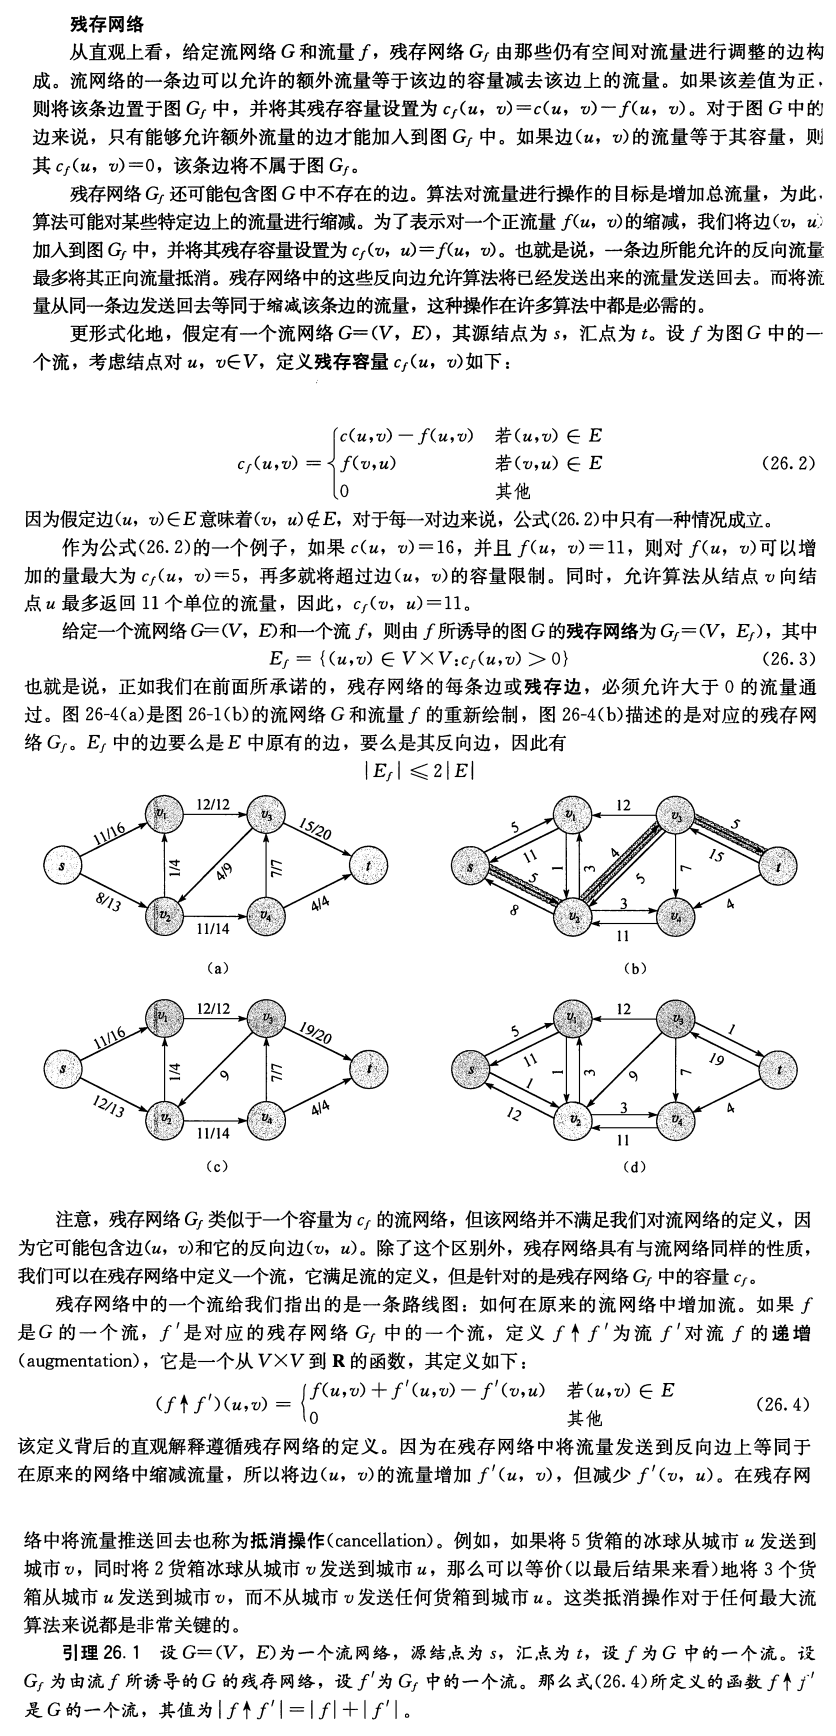 残存网络
从直观上看，给定流网络 G 和流量 f，残存网络 G_f 由那些仍有空间对流量进行调整的边构
成。流网络的一条边可以允许的额外流量等于该边的容量减去该边上的流量。如果该差值为正，
则将该条边置于图 G_f 中，并将其残存容量设置为 c_f(u，v)=c(u，v)－f(u，v)。对于图 G 中的
边来说，只有能够允许额外流量的边才能加入到图 G_f 中。如果边(u，v)的流量等于其容量，则
其 c_f(u，v)=0，该条边将不属于图 G_f。
残存网络 G_f 还可能包含图 G 中不存在的边。算法对流量进行操作的目标是增加总流量，为此，
算法可能对某些特定边上的流量进行缩减。为了表示对一个正流量 f(u，v)的缩减，我们将边(v，u)
加入到图 G_f 中，并将其残存容量设置为 c_f(v，u)=f(u，v)。也就是说，一条边所能允许的反向流量
最多将其正向流量抵消。残存网络中的这些反向边允许算法将已经发送出来的流量发送回去。而将流
量从同一条边发送回去等同于缩减该条边的流量，这种操作在许多算法中都是必需的。
更形式化地，假定有一个流网络 G=(V，E)，其源结点为 s，汇点为 t。设 f 为图 G 中的一
个流，考虑结点对 u，v∈V，定义残存容量 c_f(u，v)如下：
c(u,v)－f(u,v) 若(u,v)∈E
c_f(u,v) = { f(v,u) 若(v,u)∈E (26.2)
0 其他
因为假定边(u，v)∈E 意味着(v，u)∉E，对于每一对边来说，公式(26.2)中只有一种情况成立。
作为公式(26.2)的一个例子，如果 c(u，v)=16，并且 f(u，v)=11，则对 f(u，v)可以增
加的量最大为 c_f(u，v)=5，再多就将超过边(u，v)的容量限制。同时，允许算法从结点 v 向结
点 u 最多返回 11 个单位的流量，因此，c_f(v，u)=11。
给定一个流网络 G=(V，E)和一个流 f，则由 f 所诱导的图 G 的残存网络为 G_f=(V，E_f)，其中
E_f = {(u,v)∈V×V:c_f(u,v)>0} (26.3)
也就是说，正如我们在前面所承诺的，残存网络的每条边或残存边，必须允许大于 0 的流量通
过。图 26-4(a)是图 26-1(b)的流网络 G 和流量 f 的重新绘制，图 26-4(b)描述的是对应的残存网
络 G_f。E_f 中的边要么是 E 中原有的边，要么是其反向边，因此有
|E_f|≤2|E|
s v1 v2 v3 v4 t 11/16 8/13 12/12 1/4 4/9 11/14 7/7 15/20 4/4
(a)
s v1 v2 v3 v4 t 5 11 5 8 12 1 3 4 5 3 11 7 5 15 4
(b)
s v1 v2 v3 v4 t 11/16 12/13 12/12 1/4 9 11/14 7/7 19/20 4/4
(c)
s v1 v2 v3 v4 t 5 11 1 12 12 1 3 9 3 11 7 1 19 4
(d)
注意，残存网络 G_f 类似于一个容量为 c_f 的流网络，但该网络并不满足我们对流网络的定义，因
为它可能包含边(u，v)和它的反向边(v，u)。除了这个区别外，残存网络具有与流网络同样的性质，
我们可以在残存网络中定义一个流，它满足流的定义，但是针对的是残存网络 G_f 中的容量 c_f。
残存网络中的一个流给我们指出的是一条路线图：如何在原来的流网络中增加流。如果 f
是 G 的一个流，f′是对应的残存网络 G_f 中的一个流，定义 f↑f′为流 f′对流 f 的递增
(augmentation)，它是一个从 V×V 到 R 的函数，其定义如下：
(f↑f′)(u,v) = { f(u,v)+f′(u,v)－f′(v,u) 若(u,v)∈E (26.4)
0 其他
该定义背后的直观解释遵循残存网络的定义。因为在残存网络中将流量发送到反向边上等同于
在原来的网络中缩减流量，所以将边(u，v)的流量增加 f′(u，v)，但减少 f′(v，u)。在残存网
络中将流量推送回去也称为抵消操作(cancellation)。例如，如果将 5 货箱的冰球从城市 u 发送到
城市 v，同时将 2 货箱冰球从城市 v 发送到城市 u，那么可以等价(以最后结果来看)地将 3 个货
箱从城市 u 发送到城市 v，而不从城市 v 发送任何货箱到城市 u。这类抵消操作对于任何最大流
算法来说都是非常关键的。
引理 26.1 设 G=(V，E)为一个流网络，源结点为 s，汇点为 t，设 f 为 G 中的一个流。设
G_f 为由流 f 所诱导的 G 的残存网络，设 f′为 G_f 中的一个流。那么式(26.4)所定义的函数 f↑f′
是 G 的一个流，其值为|f↑f′|=|f|+|f′|。